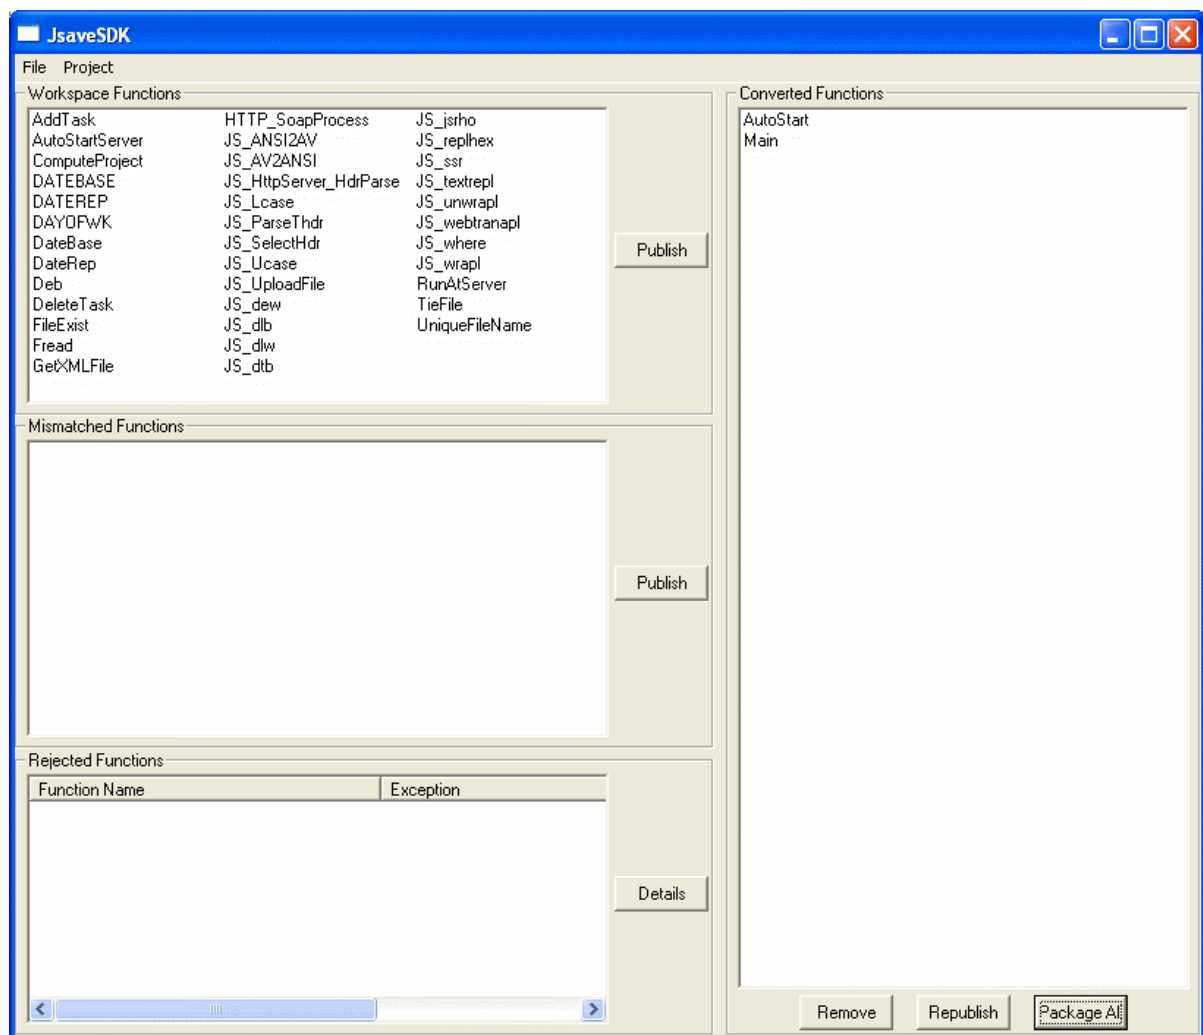 JsaveSDK
File Project
Workspace Functions
AddTask HTTP_SoapProcess JS_jsrho
AutoStartServer JS_ANSI2AV JS_replhex
ComputeProject JS_AV2ANSI JS_ssr
DATEBASE JS_HttpServer_HdrParse JS_textrepl
DATEREP JS_Lcase JS_unwrapl
DAYOFWK JS_ParseThdr JS_webtranapl
DateBase JS_SelectHdr JS_where
DateRep JS_Ucase JS_wrapl
Deb JS_UploadFile RunAtServer
DeleteTask JS_dew TieFile
FileExist JS_dlb UniqueFileName
Fread JS_dlw
GetXMLFile JS_dtb
Publish
Mismatched Functions
Publish
Rejected Functions
Function Name Exception
Details
Converted Functions
AutoStart
Main
Remove Republish Package Al